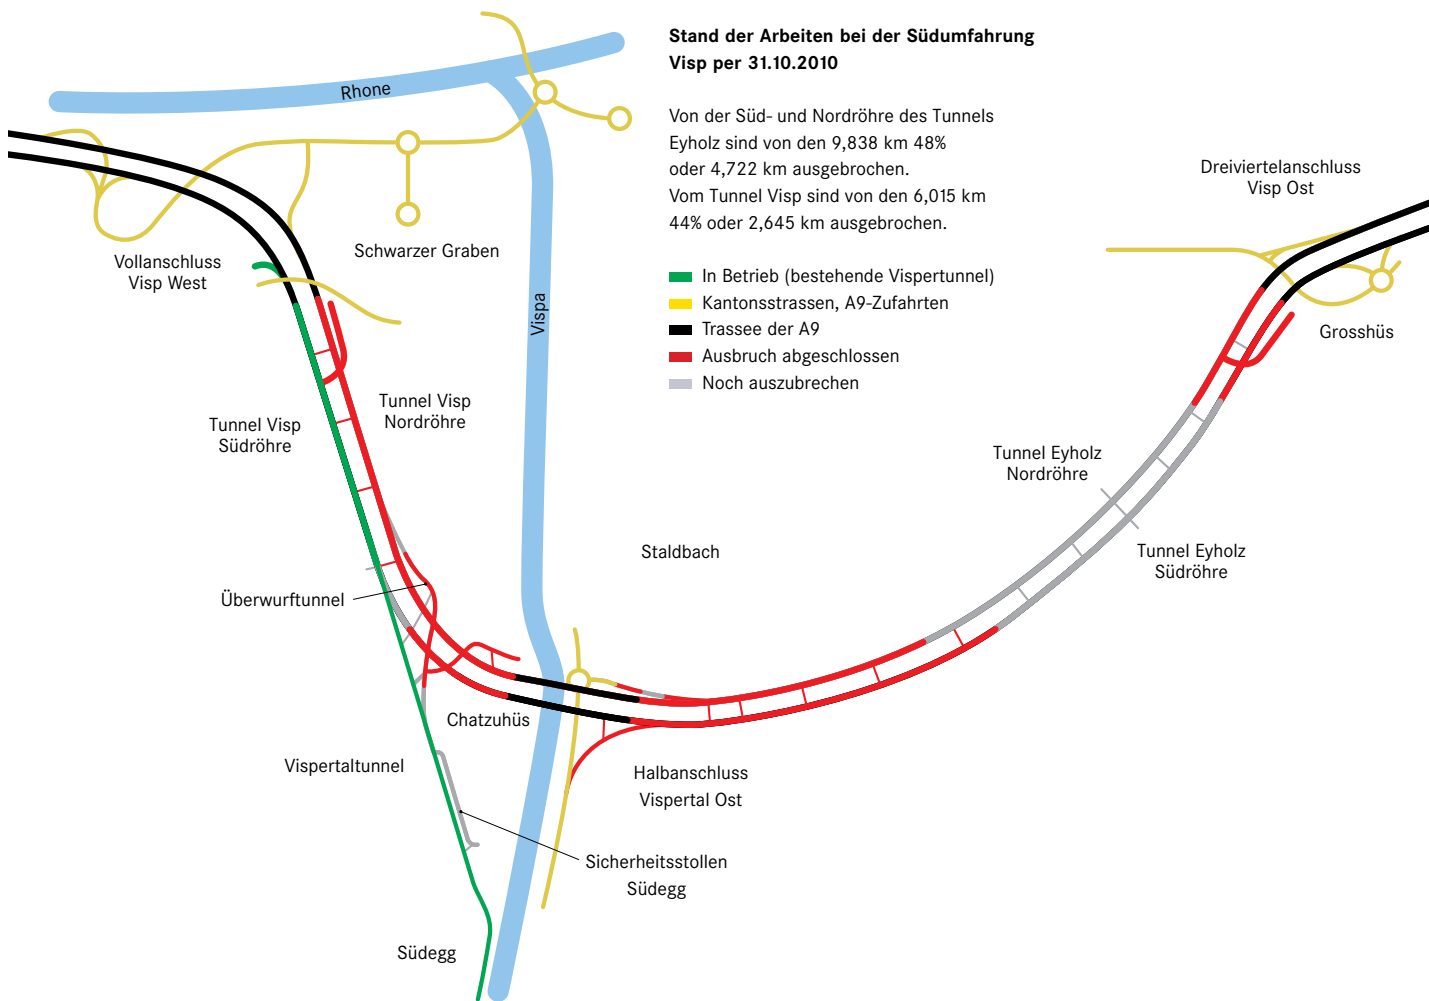 Stand der Arbeiten bei der Südumfahrung
Visp per 31.10.2010
Von der Süd- und Nordröhre des Tunnels
Eyholz sind von den 9,838 km 48%
oder 4,722 km ausgebrochen.
Vom Tunnel Visp sind von den 6,015 km
44% oder 2,645 km ausgebrochen.
In Betrieb (bestehende Vispertunnel)
Kantonsstrassen, A9-Zufahrten
Trassee der A9
Ausbruch abgeschlossen
Noch auszubrechen
Rhone
Vispa
Schwarzer Graben
Vollanschluss
Visp West
Dreiviertelanschluss
Visp Ost
Grosshüs
Tunnel Visp
Nordröhre
Tunnel Visp
Südröhre
Tunnel Eyholz
Nordröhre
Tunnel Eyholz
Südröhre
Staldbach
Überwurftunnel
Chatzuhüs
Vispertaltunnel
Halbanschluss
Vispertal Ost
Sicherheitsstollen
Südegg
Südegg